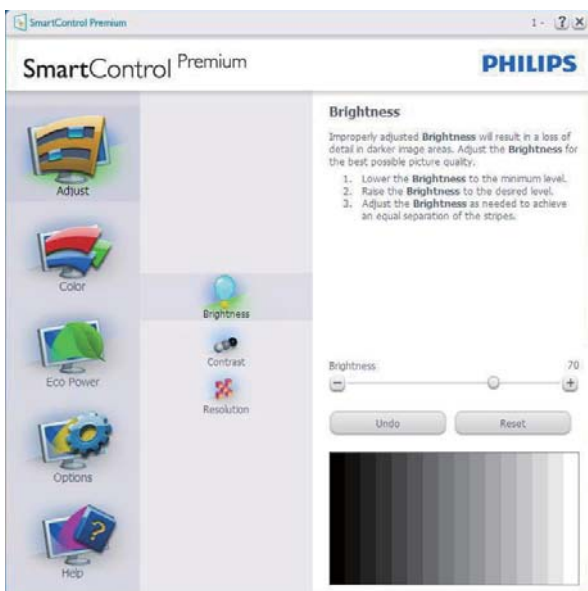 SmartControl Premium
1 - ? X
SmartControl Premium
PHILIPS
Adjust
Color
Eco Power
Options
Help
Brightness
Contrast
Resolution
Brightness
Improperly adjusted Brightness will result in a loss of
detail in darker image areas. Adjust the Brightness for
the best possible picture quality.
1. Lower the Brightness to the minimum level.
2. Raise the Brightness to the desired level.
3. Adjust the Brightness as needed to achieve
an equal separation of the stripes.
Brightness 70
- +
Undo Reset